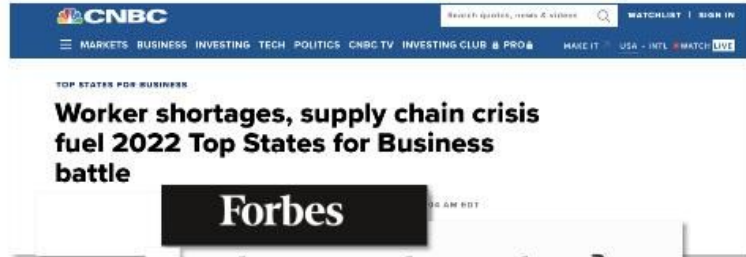 CNBC
Search quotes, news & videos
WATCHLIST | SIGN IN
MARKETS BUSINESS INVESTING TECH POLITICS CNBC TV INVESTING CLUB PRO
MAKE IT USA - INTL WATCH LIVE
TOP STATES FOR BUSINESS
Worker shortages, supply chain crisis
fuel 2022 Top States for Business
battle
AM EDT
Forbes